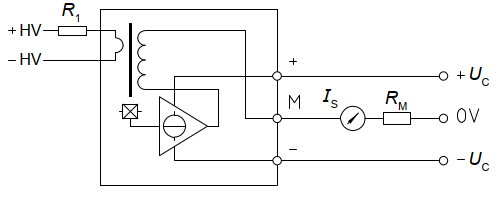 R1
+ HV
− HV
+
M
−
IS
RM
+ UC
0V
− UC